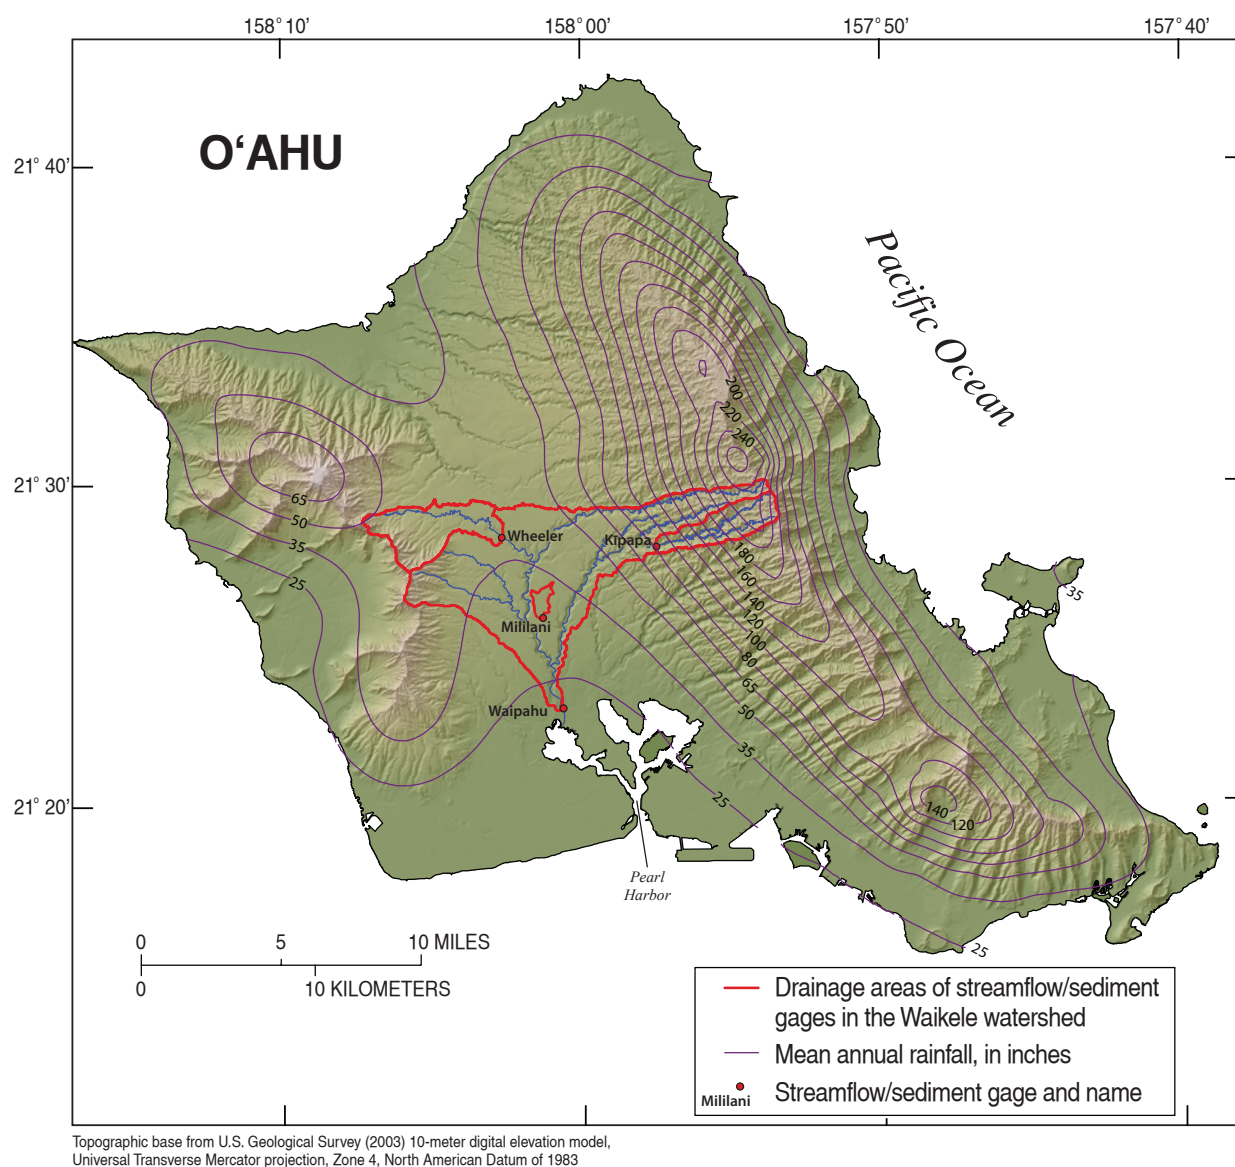 158°10’
158°00’
157°50’
157°40’
21°40’
O‘AHU
Pacific Ocean
200
220
240
21°30’
65
50
35
25
Wheeler
Kīpapa
180
160
140
120
100
80
65
50
35
25
35
Mililani
Waipahu
21°20’
140
120
Pearl
Harbor
25
0 5 10 MILES
0 10 KILOMETERS
Drainage areas of streamflow/sediment
gages in the Waikele watershed
Mean annual rainfall, in inches
Mililani
Streamflow/sediment gage and name
Topographic base from U.S. Geological Survey (2003) 10-meter digital elevation model,
Universal Transverse Mercator projection, Zone 4, North American Datum of 1983